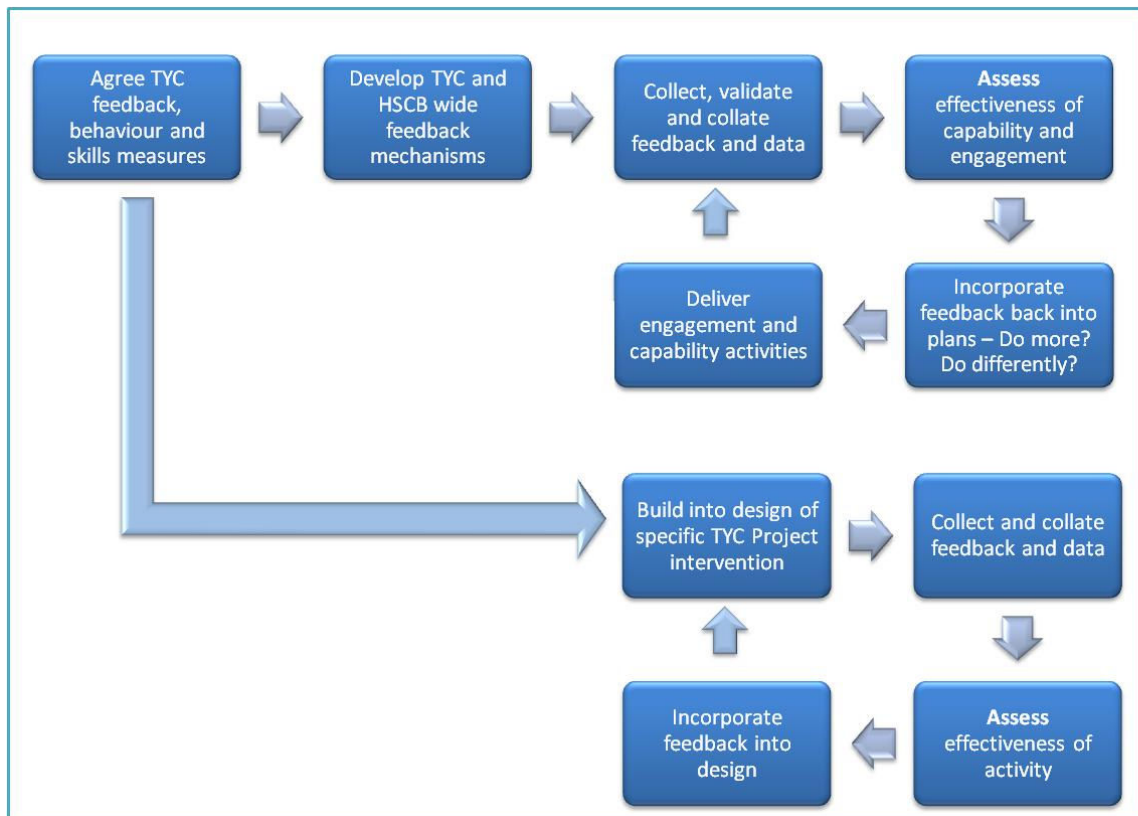 Agree TYC
feedback,
behaviour and
skills measures
Develop TYC and
HSCB wide
feedback
mechanisms
Collect, validate
and collate
feedback and data
Assess
effectiveness of
capability and
engagement
Deliver
engagement and
capability activities
Incorporate
feedback back into
plans – Do more?
Do differently?
Build into design of
specific TYC Project
intervention
Collect and collate
feedback and data
Incorporate
feedback into
design
Assess
effectiveness of
activity